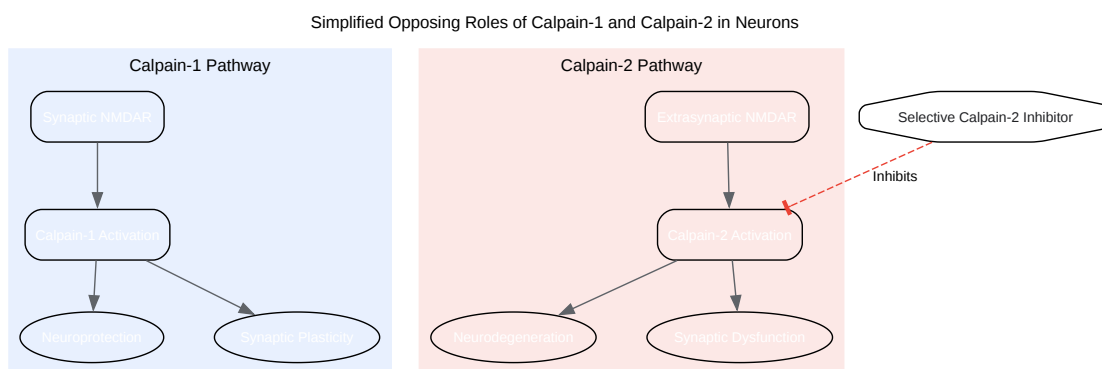 Simplified Opposing Roles of Calpain-1 and Calpain-2 in Neurons
Calpain-1 Pathway
Synaptic NMDAR
Calpain-1 Activation
Neuroprotection
Synaptic Plasticity
Calpain-2 Pathway
Extrasynaptic NMDAR
Calpain-2 Activation
Neurodegeneration
Synaptic Dysfunction
Selective Calpain-2 Inhibitor
Inhibits